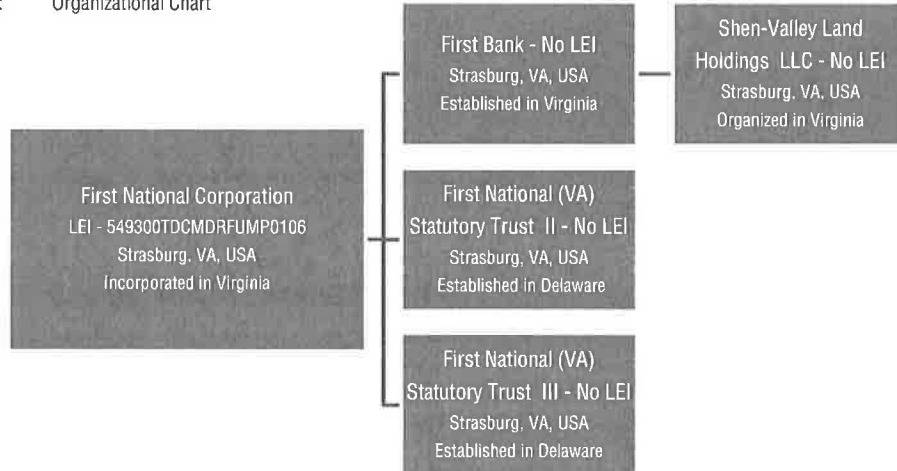 Organizational Chart
First National Corporation
LEI - 549300TDCMDRFUMP0106
Strasburg, VA, USA
Incorporated in Virginia
First Bank - No LEI
Strasburg, VA, USA
Established in Virginia
Shen-Valley Land
Holdings LLC - No LEI
Strasburg, VA, USA
Organized in Virginia
First National (VA)
Statutory Trust II - No LEI
Strasburg, VA, USA
Established in Delaware
First National (VA)
Statutory Trust III - No LEI
Strasburg, VA, USA
Established in Delaware